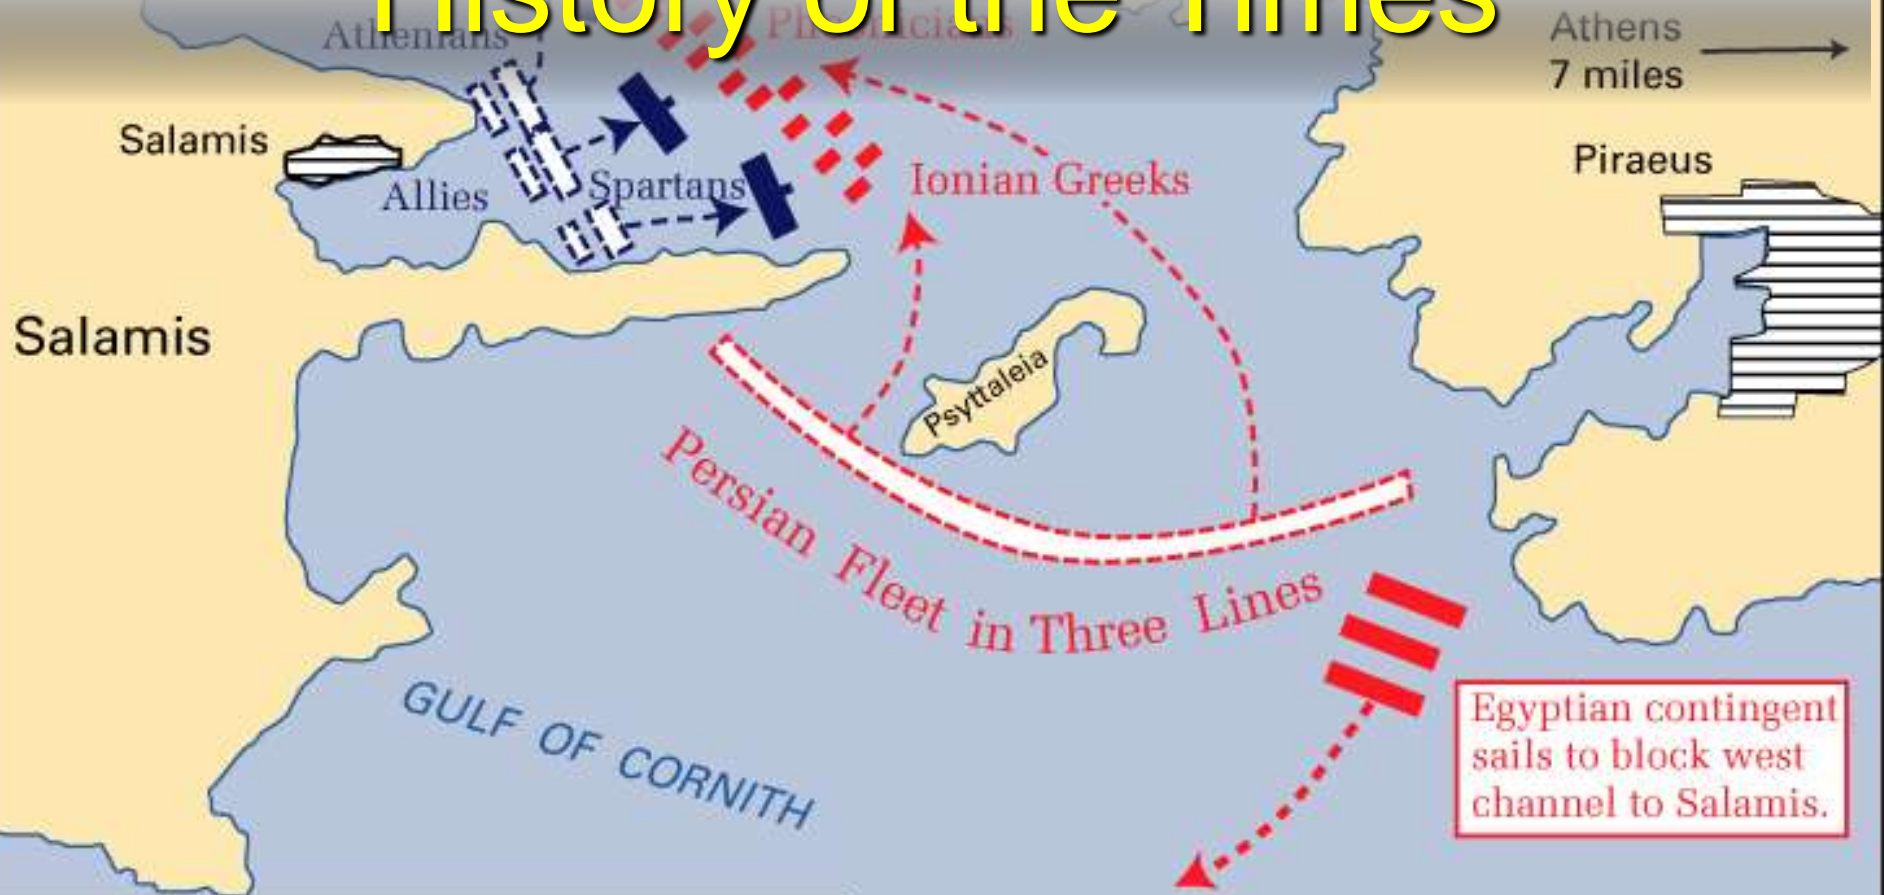 History of the Times
Athenians
Phoenicians
Athens
7 miles
Salamis
Piraeus
Allies
Spartans
Ionian Greeks
Salamis
Psyttaleia
Persian Fleet in Three Lines
GULF OF CORNITH
Egyptian contingent
sails to block west
channel to Salamis.